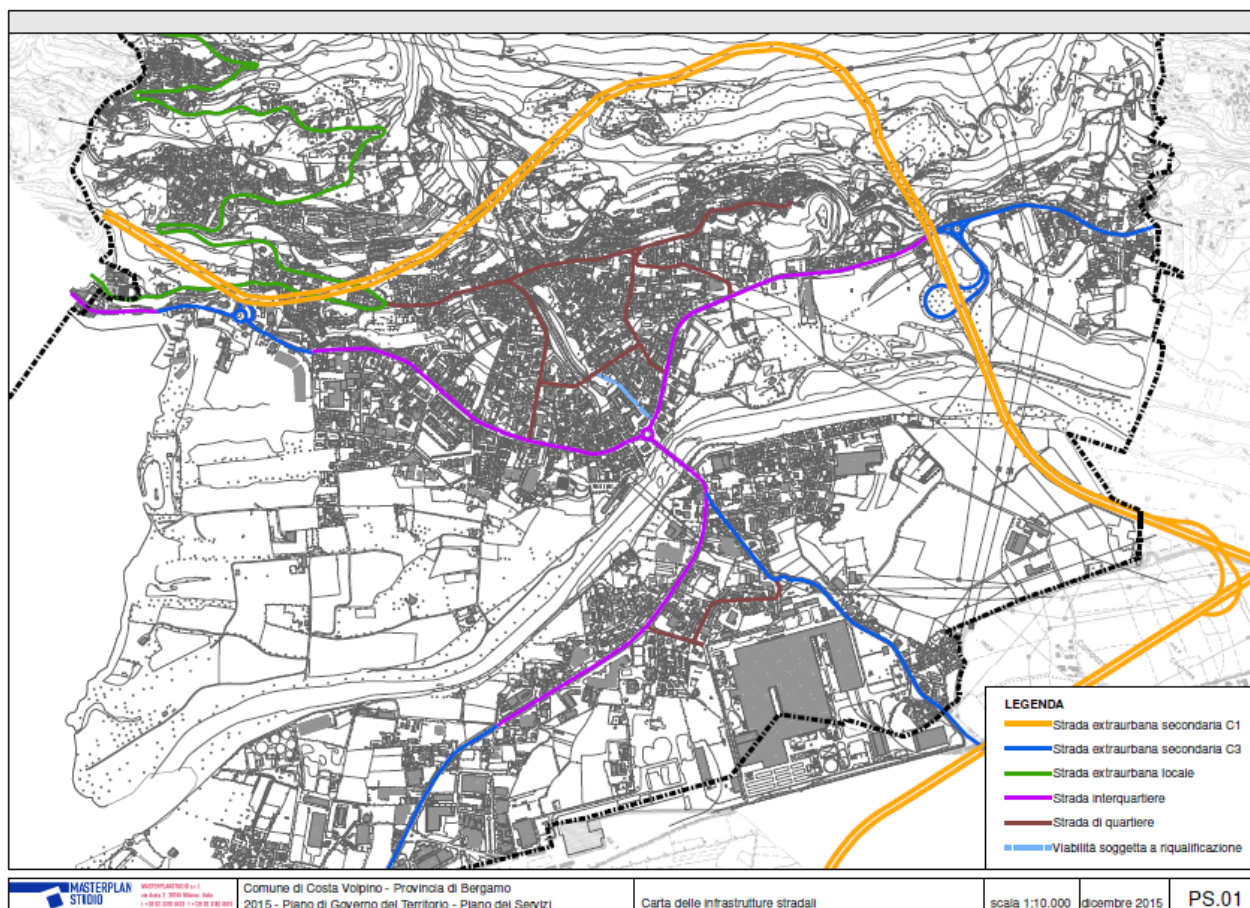 LEGENDA
Strada extraurbana secondaria C1
Strada extraurbana secondaria C3
Strada extraurbana locale
Strada interquartiere
Strada di quartiere
Viabilità soggetta a riqualificazione
MASTERPLAN
STUDIO
MASTERPLANSTUDIO s.r.l.
Comune di Costa Volpino - Provincia di Bergamo
2015 - Piano di Governo del Territorio - Piano dei Servizi
Carta delle infrastrutture stradali
scala 1:10.000
dicembre 2015
PS.01